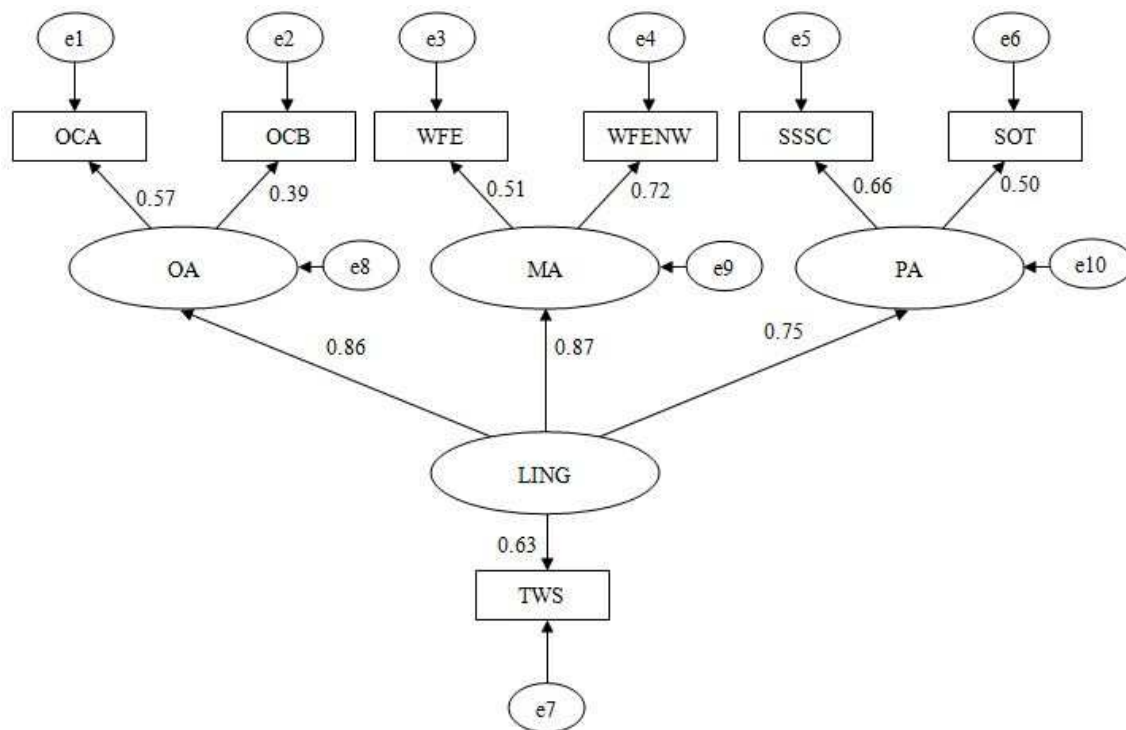 e1 e2 e3 e4 e5 e6
OCA OCB WFE WFENW SSSC SOT
0.57 0.39 0.51 0.72 0.66 0.50
OA e8 MA e9 PA e10
0.86 0.87 0.75
LING
0.63
TWS
e7